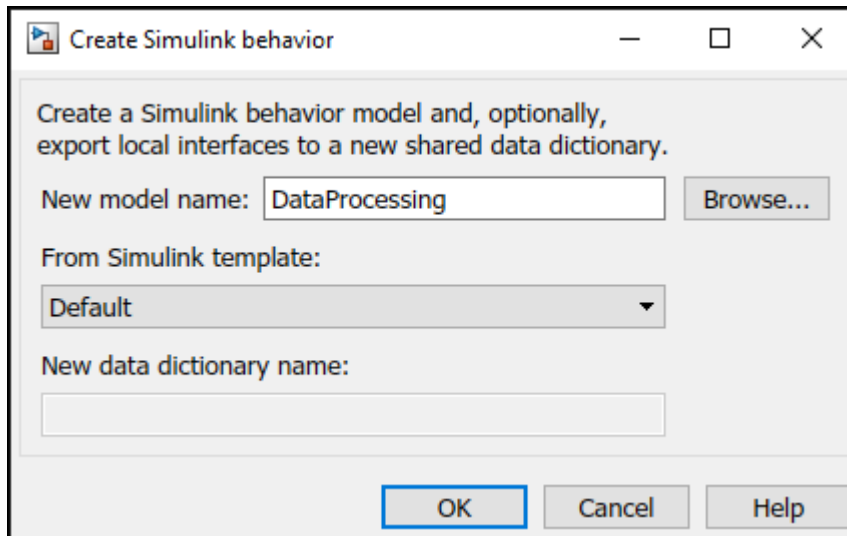 Create Simulink behavior
Create a Simulink behavior model and, optionally,
export local interfaces to a new shared data dictionary.
New model name: DataProcessing Browse...
From Simulink template:
Default
New data dictionary name:
OK Cancel Help